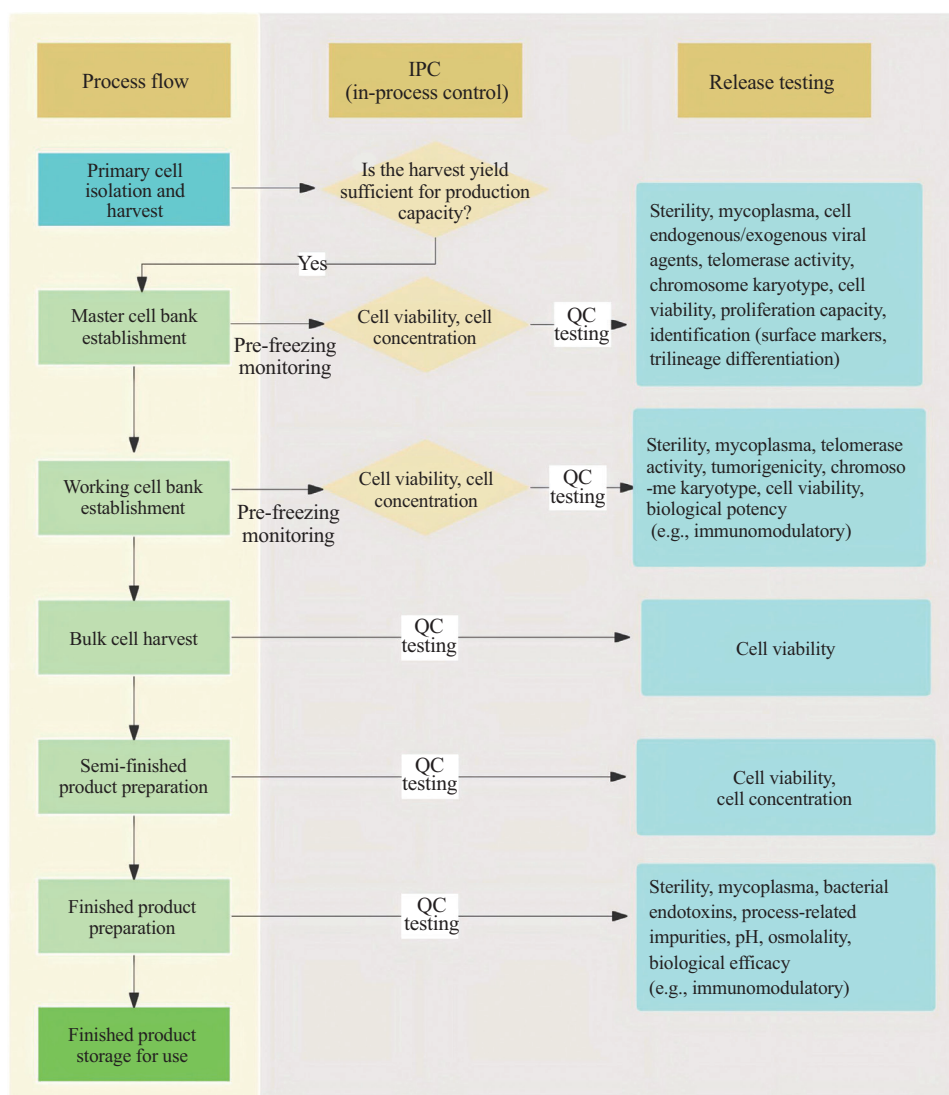 Process flow
IPC
(in-process control)
Release testing
Primary cell
isolation and
harvest
Is the harvest yield
sufficient for production
capacity?
Yes
Sterility, mycoplasma, cell
endogenous/exogenous viral
agents, telomerase activity,
chromosome karyotype, cell
viability, proliferation capacity,
identification (surface markers,
trilineage differentiation)
Master cell bank
establishment
Pre-freezing
monitoring
Cell viability, cell
concentration
QC
testing
Working cell bank
establishment
Pre-freezing
monitoring
Cell viability, cell
concentration
QC
testing
Sterility, mycoplasma, telomerase
activity, tumorigenicity, chromoso
-me karyotype, cell viability,
biological potency
(e.g., immunomodulatory)
Bulk cell harvest
QC
testing
Cell viability
Semi-finished
product preparation
QC
testing
Cell viability,
cell concentration
Finished product
preparation
QC
testing
Sterility, mycoplasma, bacterial
endotoxins, process-related
impurities, pH, osmolality,
biological efficacy
(e.g., immunomodulatory)
Finished product
storage for use